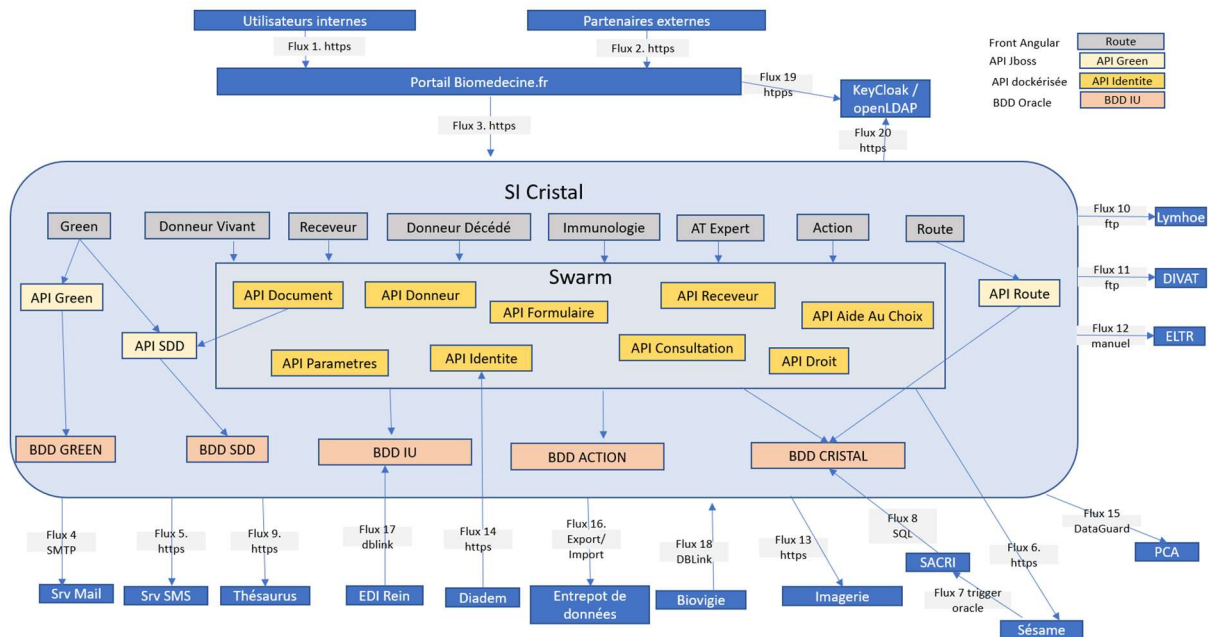 Utilisateurs internes
Partenaires externes
Flux 1. https
Flux 2. https
Portail Biomedecine.fr
Flux 19
htpps
KeyCloak /
openLDAP
Flux 3. https
Flux 20
https
Front Angular
Route
API Jboss
API Green
API dockérisée
API Identite
BDD Oracle
BDD IU
SI Cristal
Green
Donneur Vivant
Receveur
Donneur Décédé
Immunologie
AT Expert
Action
Route
Swarm
API Green
API SDD
API Document
API Donneur
API Formulaire
API Receveur
API Aide Au Choix
API Parametres
API Identite
API Consultation
API Droit
API Route
BDD GREEN
BDD SDD
BDD IU
BDD ACTION
BDD CRISTAL
Flux 10
ftp
Lymhoe
Flux 11
ftp
DIVAT
Flux 12
manuel
ELTR
Flux 4
SMTP
Flux 5.
https
Flux 9.
https
Flux 17
dblink
Flux 14
https
Flux 16.
Export/
Import
Flux 18
DBLink
Flux 13
https
Flux 8
SQL
Flux 6.
https
Flux 15
DataGuard
PCA
SACRI
Flux 7 trigger
oracle
Srv Mail
Srv SMS
Thésaurus
EDI Rein
Diadem
Entrepot de
données
Biovigie
Imagerie
Sésame